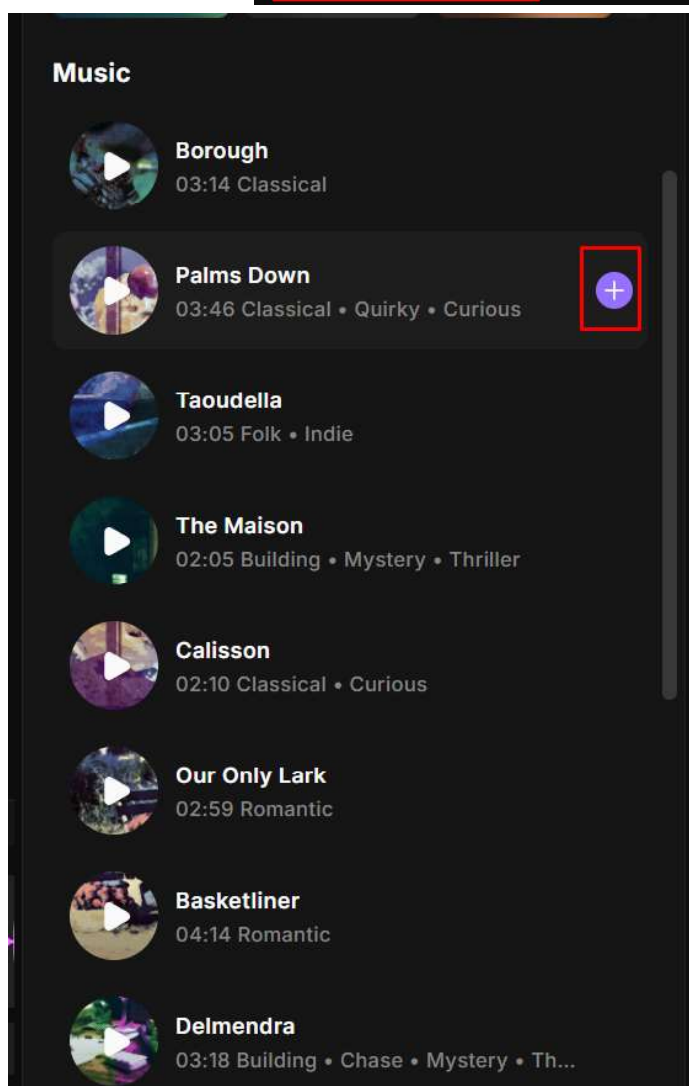 Music
Borough
03:14 Classical
Palms Down
03:46 Classical • Quirky • Curious
Taoudella
03:05 Folk • Indie
The Maison
02:05 Building • Mystery • Thriller
Calisson
02:10 Classical • Curious
Our Only Lark
02:59 Romantic
Basketliner
04:14 Romantic
Delmendra
03:18 Building • Chase • Mystery • Th...